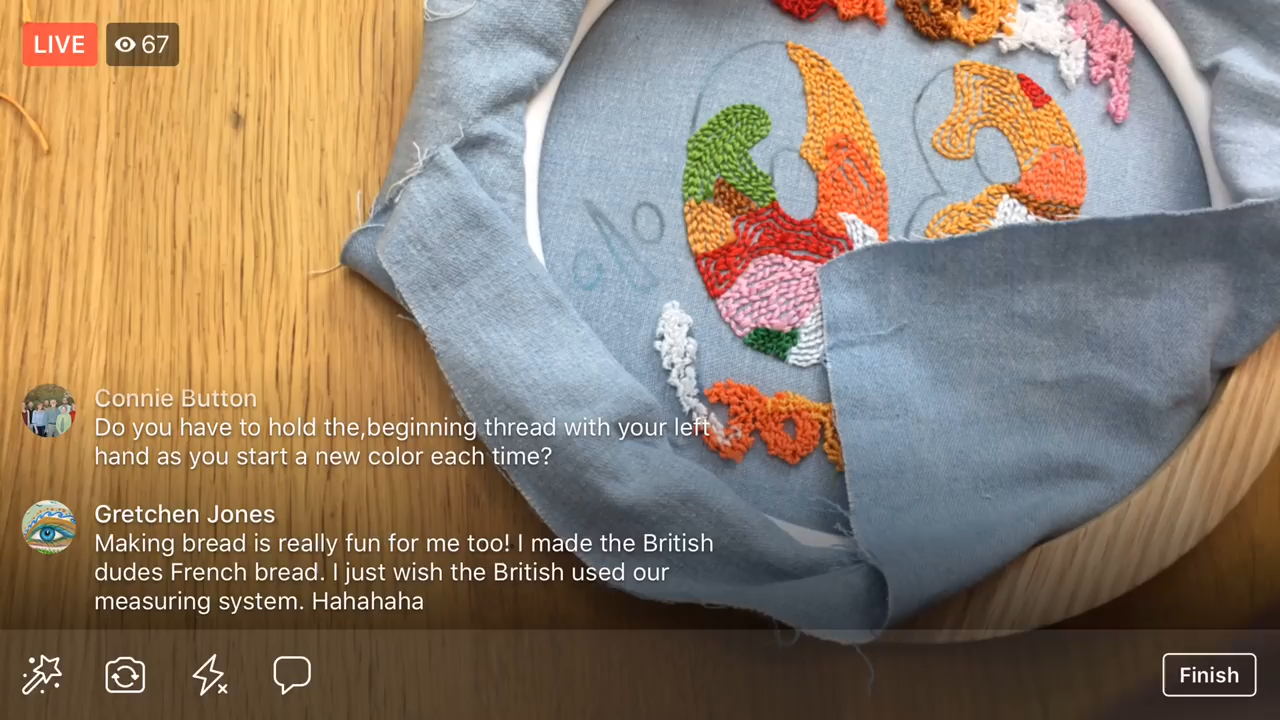 LIVE
67
Connie Button
Do you have to hold the,beginning thread with your left
hand as you start a new color each time?
Gretchen Jones
Making bread is really fun for me too! I made the British
dudes French bread. I just wish the British used our
measuring system. Hahahaha
Finish